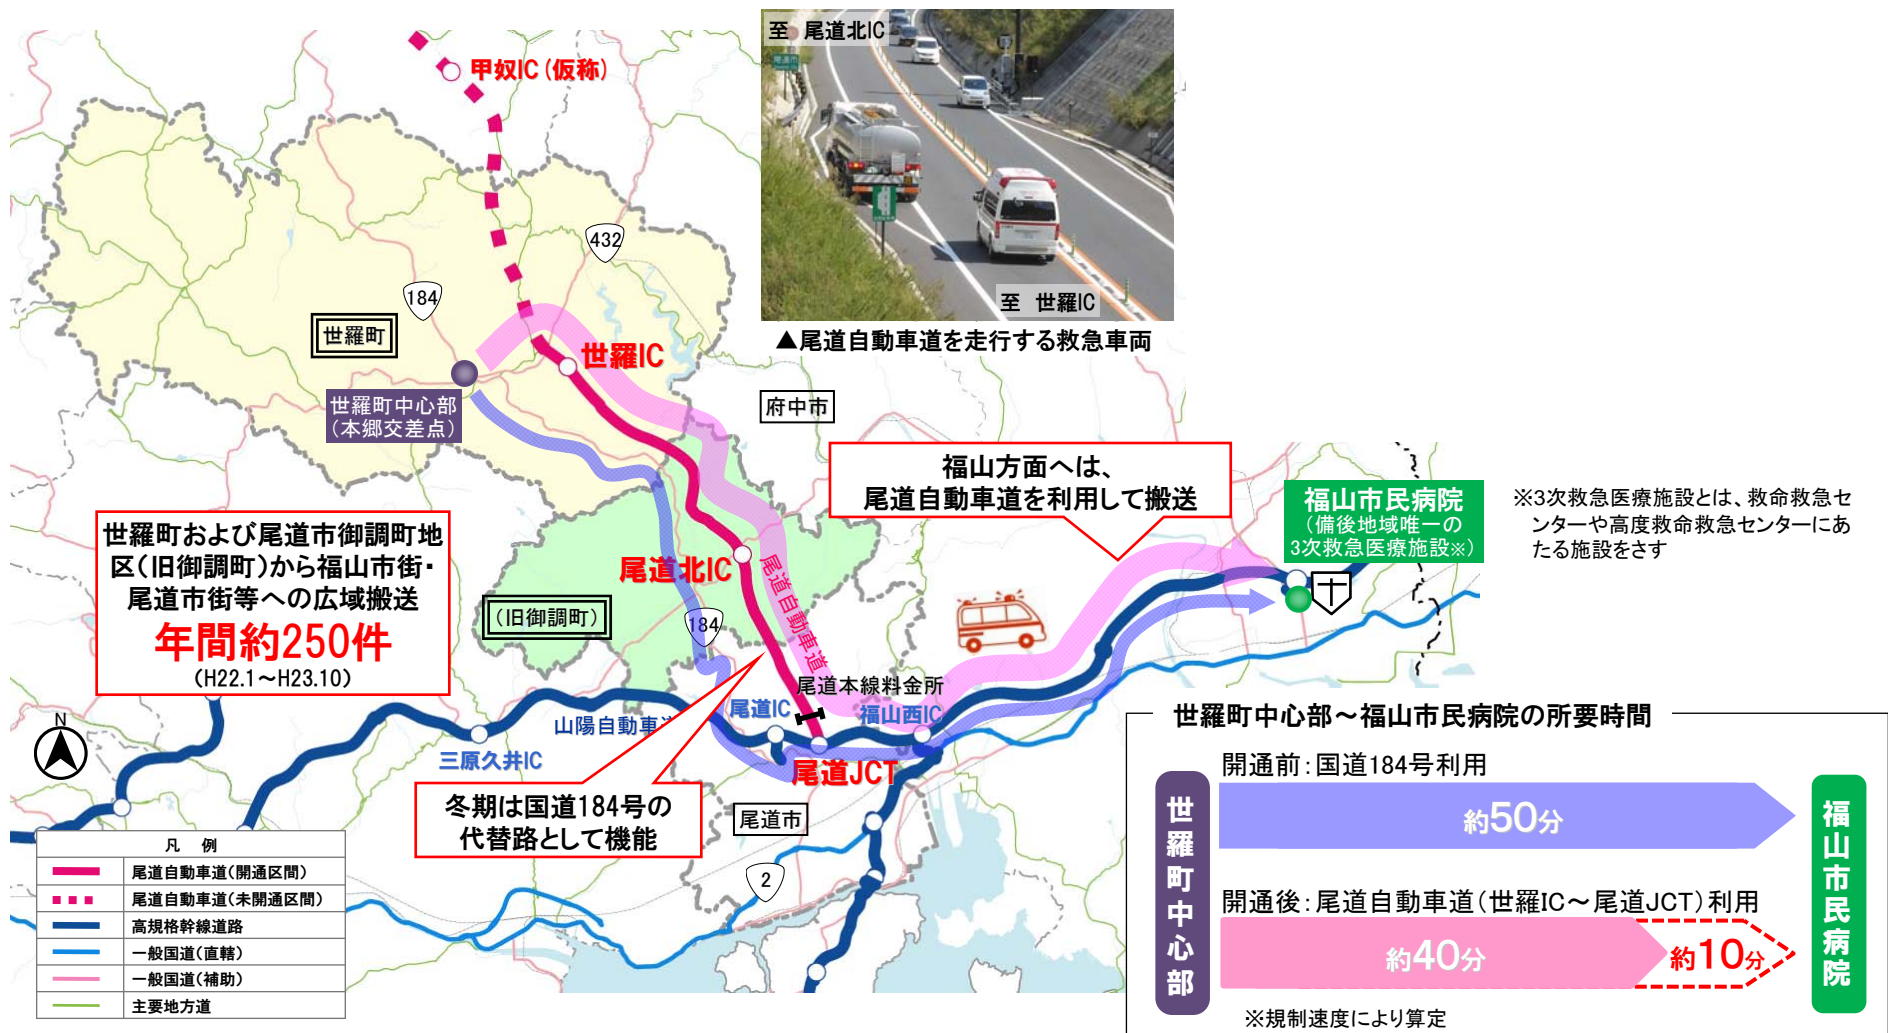 至 尾道北IC
至 世羅IC
▲尾道自動車道を走行する救急車両
甲奴IC(仮称)
432
184
世羅町
世羅IC
世羅町中心部
(本郷交差点)
府中市
福山方面へは、
尾道自動車道を利用して搬送
福山市民病院
(備後地域唯一の
3次救急医療施設※)
※3次救急医療施設とは、救命救急セ
ンターや高度救命救急センターにあ
たる施設をさす
世羅町および尾道市御調町地
区(旧御調町)から福山市街・
尾道市街等への広域搬送
年間約250件
(H22.1~H23.10)
尾道北IC
尾道自動車道
(旧御調町)
184
尾道本線料金所
尾道IC
福山西IC
山陽自動車道
三原久井IC
尾道JCT
N
冬期は国道184号の
代替路として機能
尾道市
2
凡 例
尾道自動車道(開通区間)
尾道自動車道(未開通区間)
高規格幹線道路
一般国道(直轄)
一般国道(補助)
主要地方道
世羅町中心部~福山市民病院の所要時間
開通前:国道184号利用
世羅町中心部
約50分
福山市民病院
開通後:尾道自動車道(世羅IC~尾道JCT)利用
約40分
約10分
※規制速度により算定